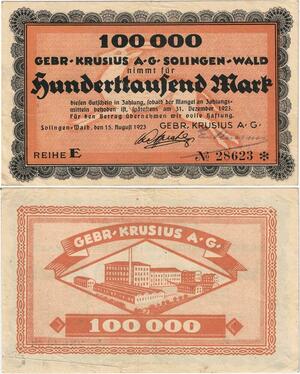 100 000
GEBR. KRUSIUS A·G·SOLINGEN-WALD
nimmt für
Hunderttausend Mark
diesen Gutschein in Zahlung, sobald der Mangel an Zahlungs-
mitteln behoben ist, spätestens am 31. Dezember 1923.
Für den Betrag übernehmen wir volle Haftung.
Solingen-Wald, den 15. August 1923 GEBR. KRUSIUS A.G.
REIHE E
№ 28623 ✻
GEBR·KRUSIUS A·G·
100 000